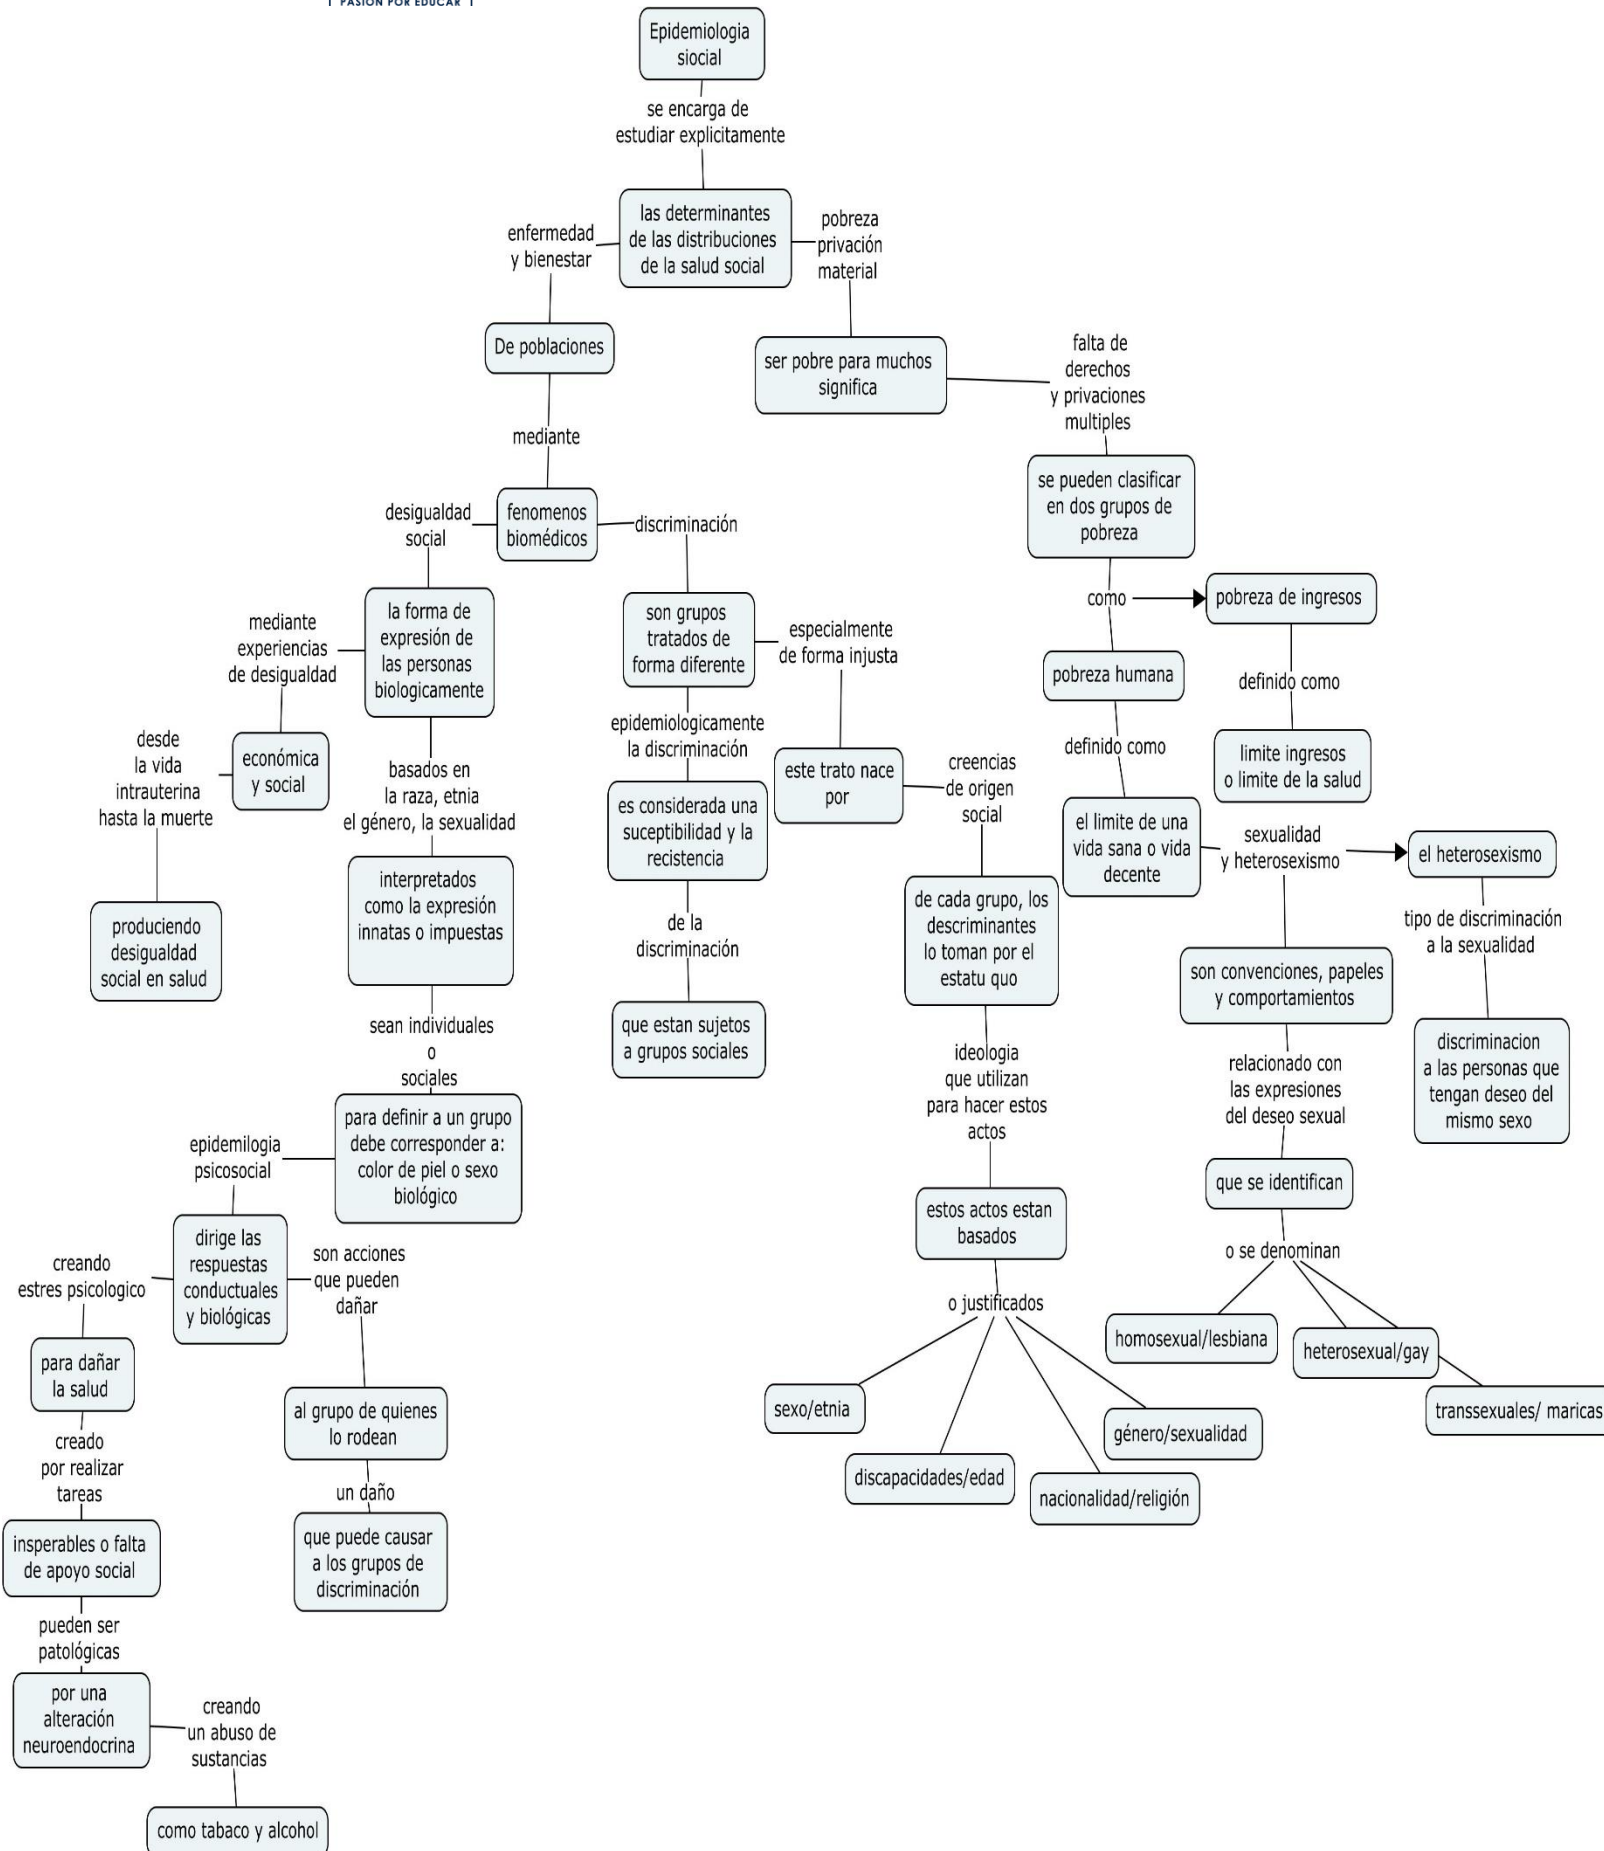 PASIÓN POR EDUCAR
Epidemiologia
siocial
se encarga de
estudiar explicitamente
las determinantes
de las distribuciones
de la salud social
enfermedad
y bienestar
pobreza
privación
material
De poblaciones
ser pobre para muchos
significa
falta de
derechos
y privaciones
multiples
mediante
se pueden clasificar
en dos grupos de
pobreza
desigualdad
social
fenomenos
biomédicos
discriminación
como
pobreza de ingresos
la forma de
expresión de
las personas
biologicamente
mediante
experiencias
de desigualdad
son grupos
tratados de
forma diferente
especialmente
de forma injusta
pobreza humana
definido como
desde
la vida
intrauterina
hasta la muerte
económica
y social
basados en
la raza, etnia
el género, la sexualidad
epidemiologicamente
la discriminación
este trato nace
por
creencias
de origen
social
definido como
limite ingresos
o limite de la salud
es considerada una
suceptibilidad y la
recistencia
el limite de una
vida sana o vida
decente
sexualidad
y heterosexismo
el heterosexismo
produciendo
desigualdad
social en salud
interpretados
como la expresión
innatas o impuestas
de la
discriminación
de cada grupo, los
descriminantes
lo toman por el
estatu quo
tipo de discriminación
a la sexualidad
son convenciones, papeles
y comportamientos
sean individuales
o
sociales
que estan sujetos
a grupos sociales
ideologia
que utilizan
para hacer estos
actos
relacionado con
las expresiones
del deseo sexual
discriminacion
a las personas que
tengan deseo del
mismo sexo
epidemilogia
psicosocial
para definir a un grupo
debe corresponder a:
color de piel o sexo
biológico
que se identifican
estos actos estan
basados
creando
estres psicologico
dirige las
respuestas
conductuales
y biológicas
son acciones
que pueden
dañar
o se denominan
o justificados
para dañar
la salud
homosexual/lesbiana
heterosexual/gay
transsexuales/ maricas
al grupo de quienes
lo rodean
sexo/etnia
género/sexualidad
discapacidades/edad
nacionalidad/religión
creado
por realizar
tareas
un daño
insperables o falta
de apoyo social
que puede causar
a los grupos de
discriminación
pueden ser
patológicas
por una
alteración
neuroendocrina
creando
un abuso de
sustancias
como tabaco y alcohol